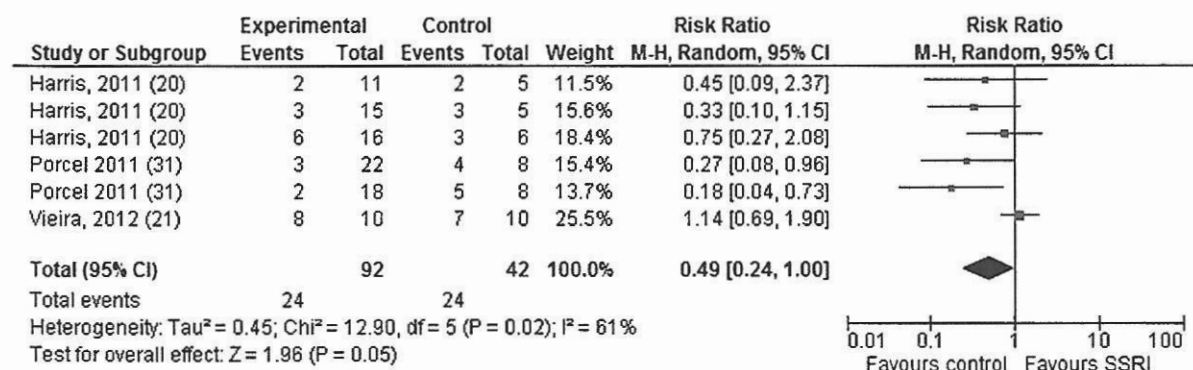 Experimental Control Risk Ratio Risk Ratio
Study or Subgroup Events Total Events Total Weight M-H, Random, 95% CI M-H, Random, 95% CI
Harris, 2011 (20) 2 11 2 5 11.5% 0.45 [0.09, 2.37]
Harris, 2011 (20) 3 15 3 5 15.6% 0.33 [0.10, 1.15]
Harris, 2011 (20) 6 16 3 6 18.4% 0.75 [0.27, 2.08]
Porcel 2011 (31) 3 22 4 8 15.4% 0.27 [0.08, 0.96]
Porcel 2011 (31) 2 18 5 8 13.7% 0.18 [0.04, 0.73]
Vieira, 2012 (21) 8 10 7 10 25.5% 1.14 [0.69, 1.90]
Total (95% CI) 92 42 100.0% 0.49 [0.24, 1.00]
Total events 24 24
Heterogeneity: Tau² = 0.45; Chi² = 12.90, df = 5 (P = 0.02); I² = 61%
Test for overall effect: Z = 1.96 (P = 0.05)
0.01 0.1 1 10 100
Favours control Favours SSRI